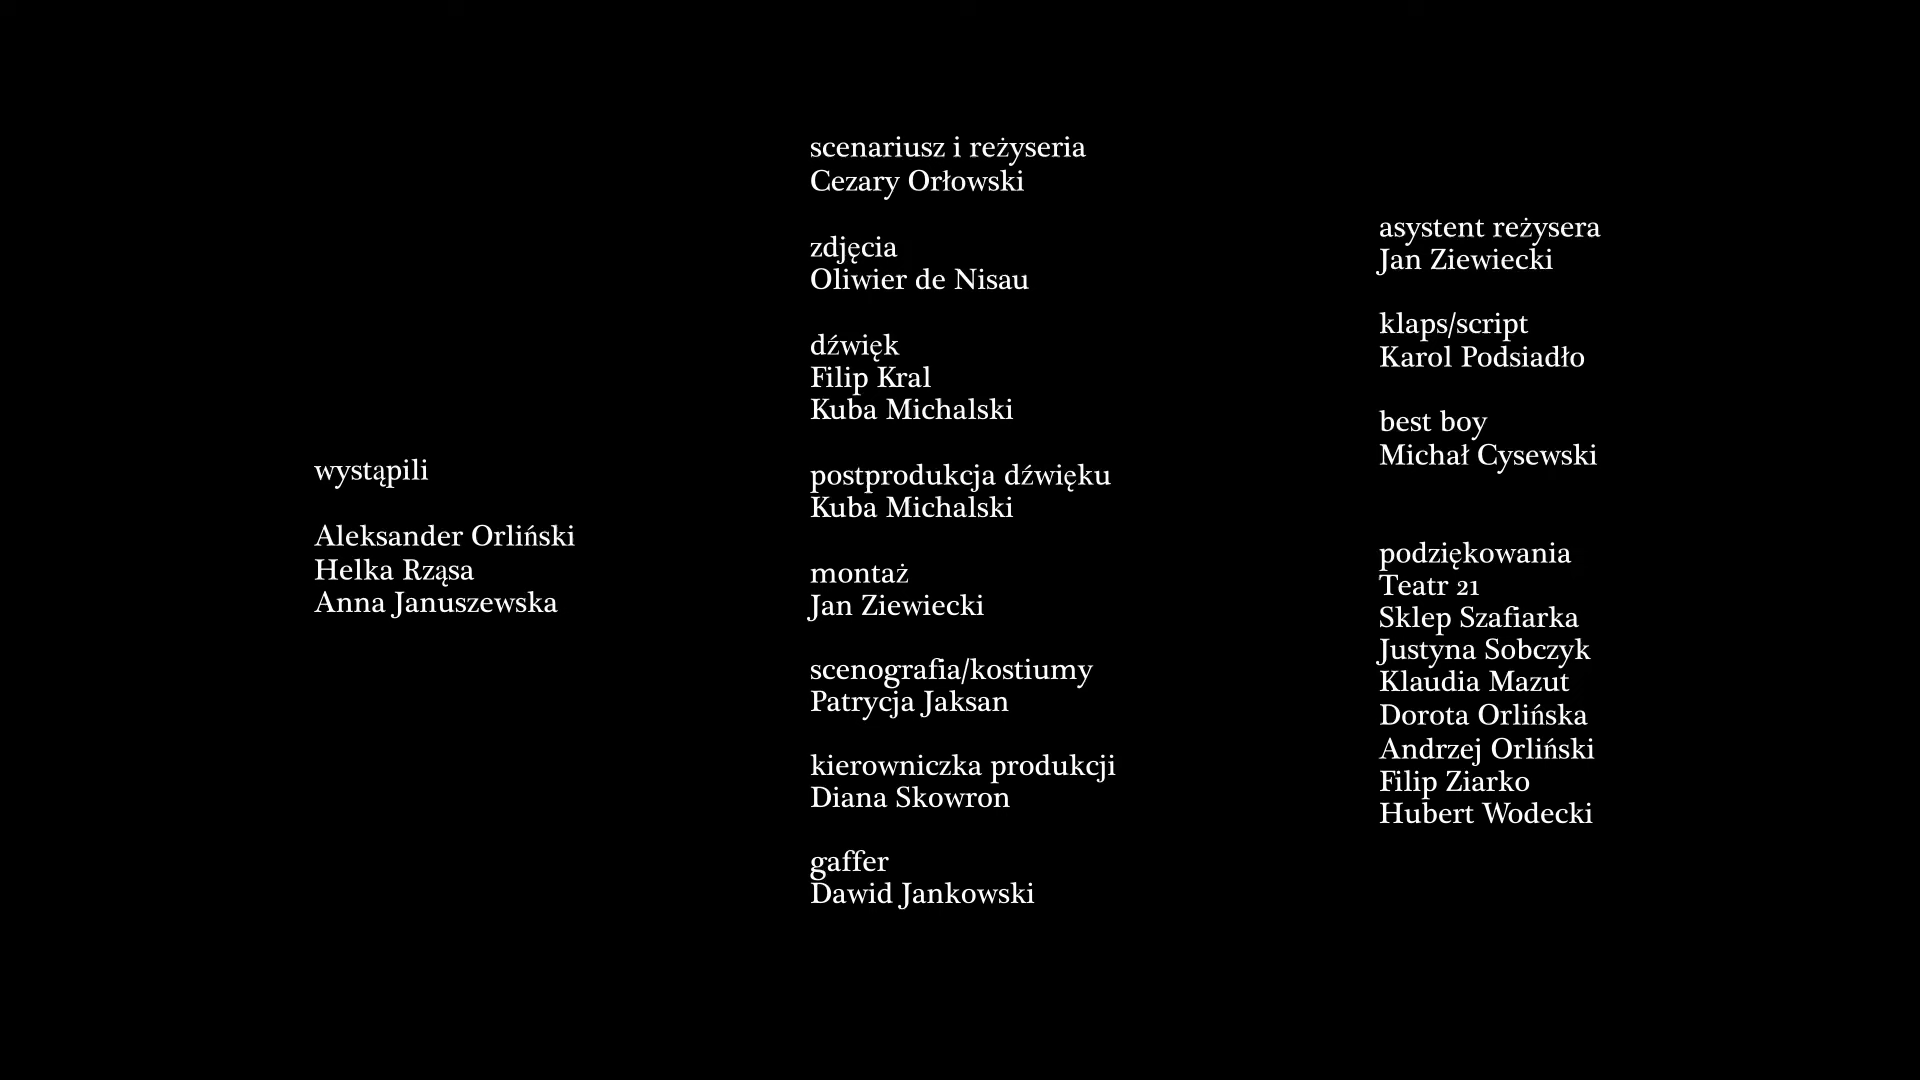 wystąpili
Aleksander Orliński
Helka Rząsa
Anna Januszewska
scenariusz i reżyseria
Cezary Orłowski
zdjęcia
Oliwier de Nisau
dźwięk
Filip Kral
Kuba Michalski
postprodukcja dźwięku
Kuba Michalski
montaż
Jan Ziewiecki
scenografia/kostiumy
Patrycja Jaksan
kierowniczka produkcji
Diana Skowron
gaffer
Dawid Jankowski
asystent reżysera
Jan Ziewiecki
klaps/script
Karol Podsiadło
best boy
Michał Cysewski
podziękowania
Teatr 21
Sklep Szafiarka
Justyna Sobczyk
Klaudia Mazut
Dorota Orlińska
Andrzej Orliński
Filip Ziarko
Hubert Wodecki